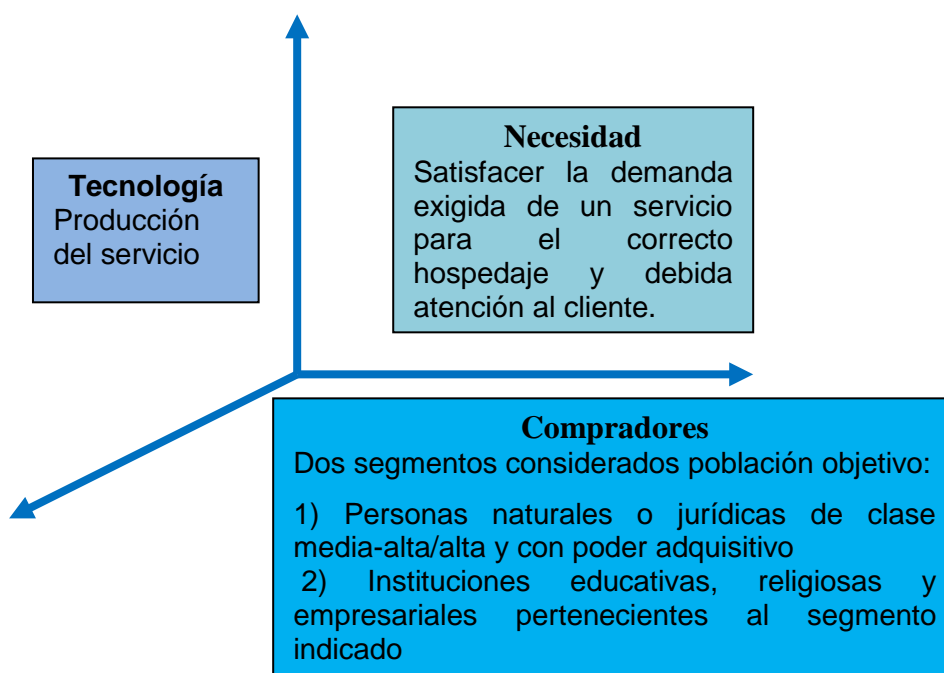 Tecnología
Producción
del servicio
Necesidad
Satisfacer la demanda
exigida de un servicio
para el correcto
hospedaje y debida
atención al cliente.
Compradores
Dos segmentos considerados población objetivo:
1) Personas naturales o jurídicas de clase
media-alta/alta y con poder adquisitivo
2) Instituciones educativas, religiosas y
empresariales pertenecientes al segmento
indicado